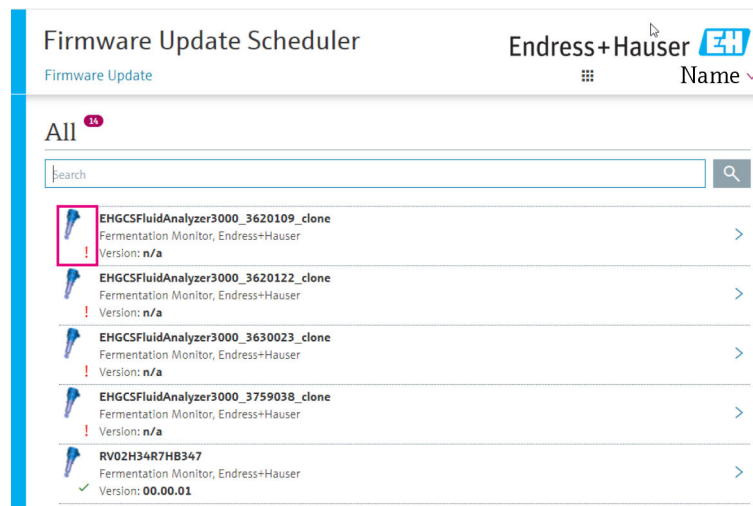 Firmware Update Scheduler
Endress+Hauser EH
Firmware Update
Name
All 14
Search
EHGCSFluidAnalyzer3000_3620109_clone
Fermentation Monitor, Endress+Hauser
! Version: n/a
EHGCSFluidAnalyzer3000_3620122_clone
Fermentation Monitor, Endress+Hauser
! Version: n/a
EHGCSFluidAnalyzer3000_3630023_clone
Fermentation Monitor, Endress+Hauser
! Version: n/a
EHGCSFluidAnalyzer3000_3759038_clone
Fermentation Monitor, Endress+Hauser
! Version: n/a
RV02H34R7HB347
Fermentation Monitor, Endress+Hauser
Version: 00.00.01